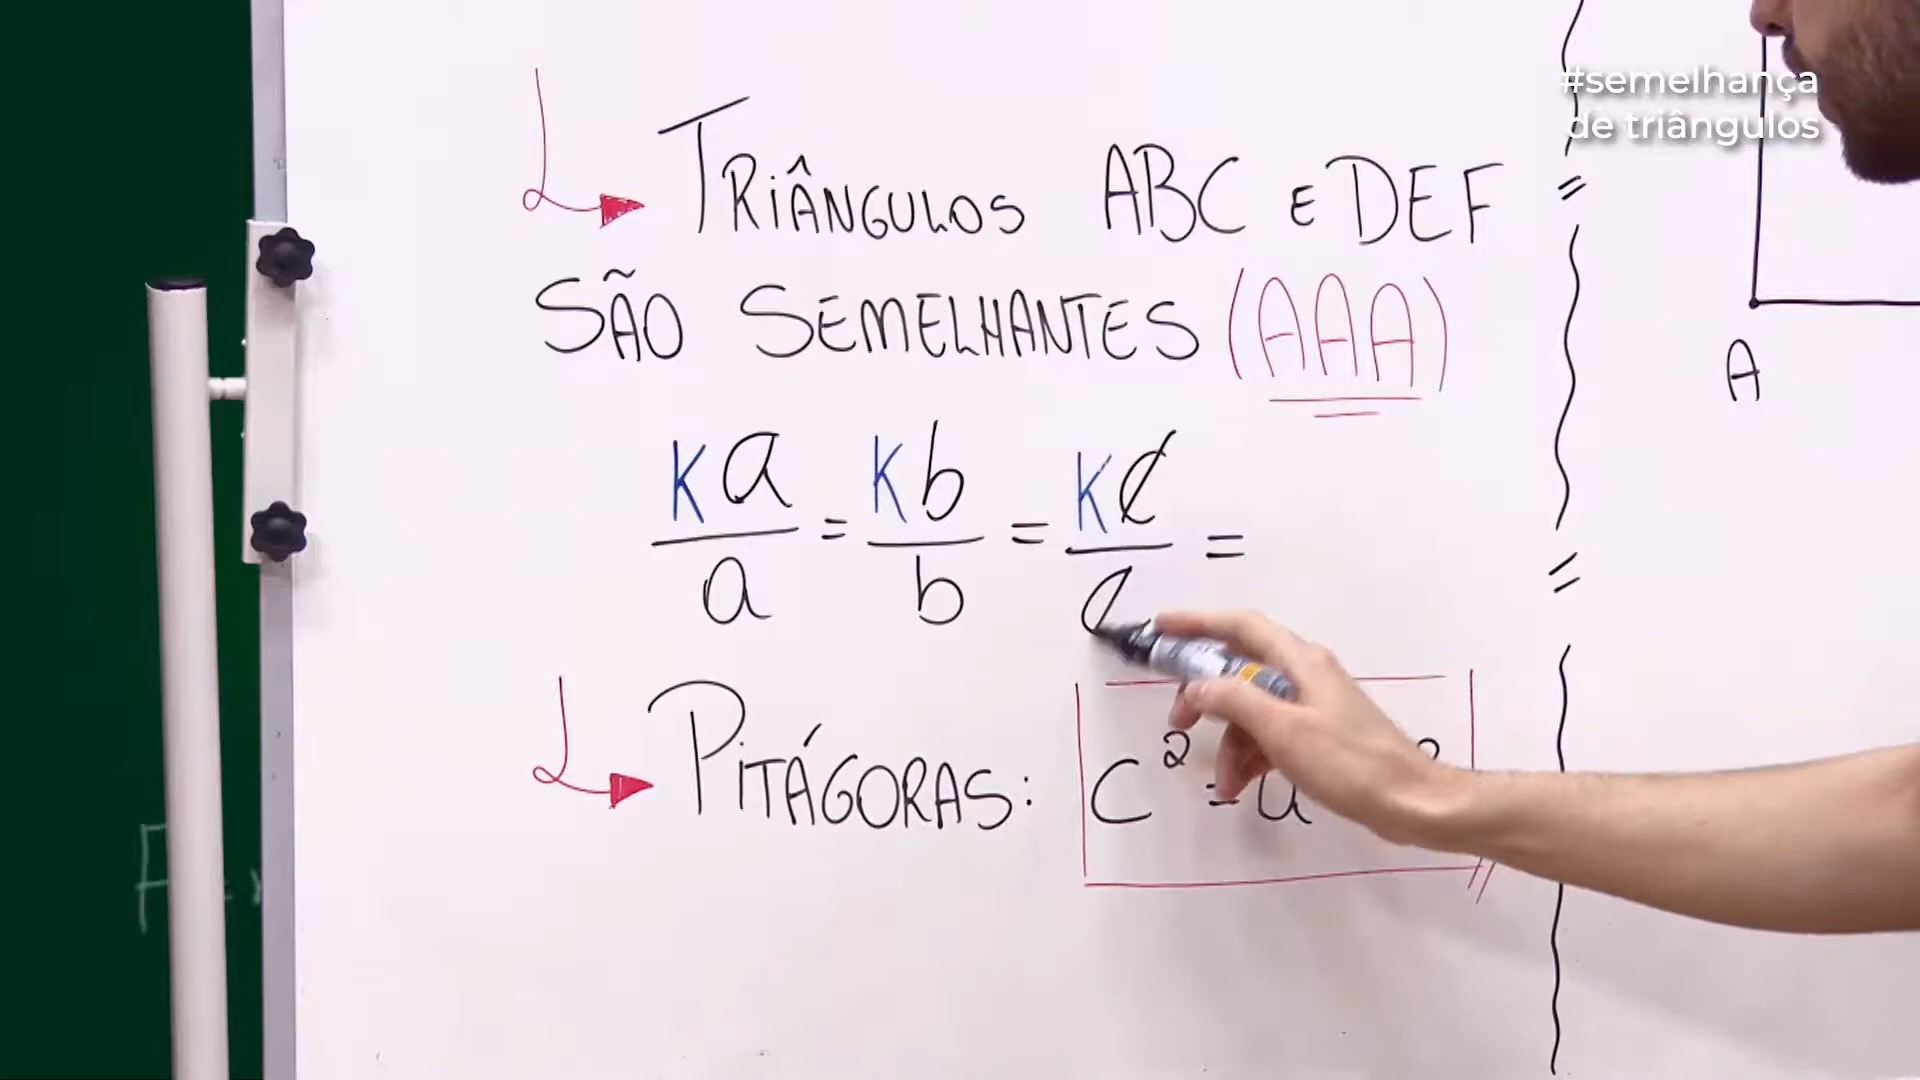 #semelhança
de triângulos
TRIÂNGULOS ABC E DEF
SÃO SEMELHANTES (AAA)
A
Ka/a = Kb/b = Kc/c =
PITÁGORAS: c² = a